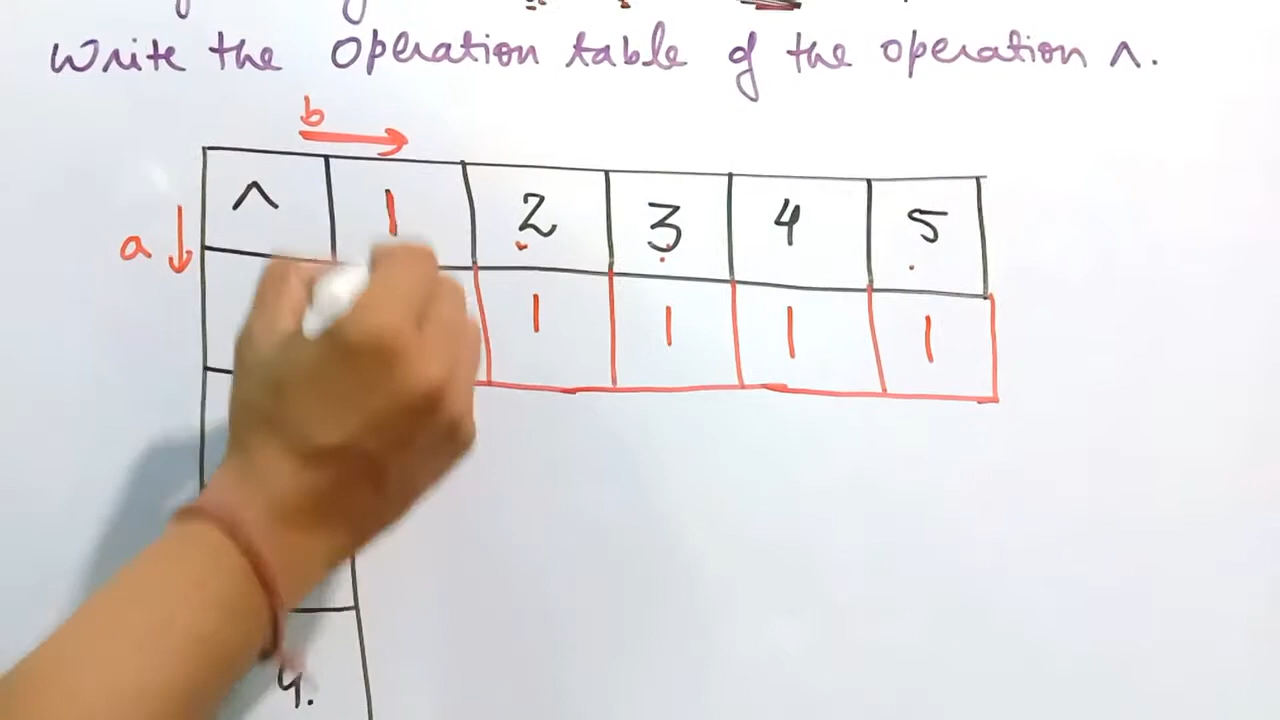 Write the operation table of the operation ^.
b
^ 1 2 3 4 5
a
1 1 1 1
4.